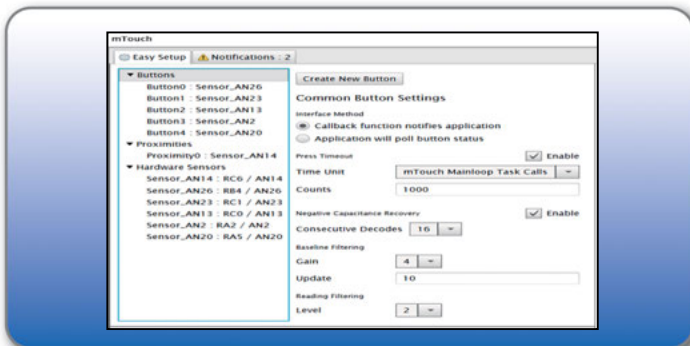 mTouch
Easy Setup
Notifications : 2
Buttons
Button0 : Sensor_AN26
Button1 : Sensor_AN23
Button2 : Sensor_AN13
Button3 : Sensor_AN2
Button4 : Sensor_AN20
Proximities
Proximity0 : Sensor_AN14
Hardware Sensors
Sensor_AN14 : RC6 / AN14
Sensor_AN26 : RB4 / AN26
Sensor_AN23 : RC1 / AN23
Sensor_AN13 : RC0 / AN13
Sensor_AN2 : RA2 / AN2
Sensor_AN20 : RA5 / AN20
Create New Button
Common Button Settings
Interface Method
Callback function notifies application
Application will poll button status
Press Timeout
Enable
Time Unit
mTouch Mainloop Task Calls
Counts
1000
Negative Capacitance Recovery
Enable
Consecutive Decodes
16
Baseline Filtering
Gain
4
Update
10
Reading Filtering
Level
2